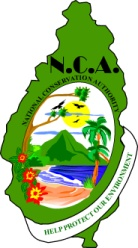 N.C.A.
NATIONAL CONSERVATION AUTHORITY
HELP PROTECT OUR ENVIRONMENT